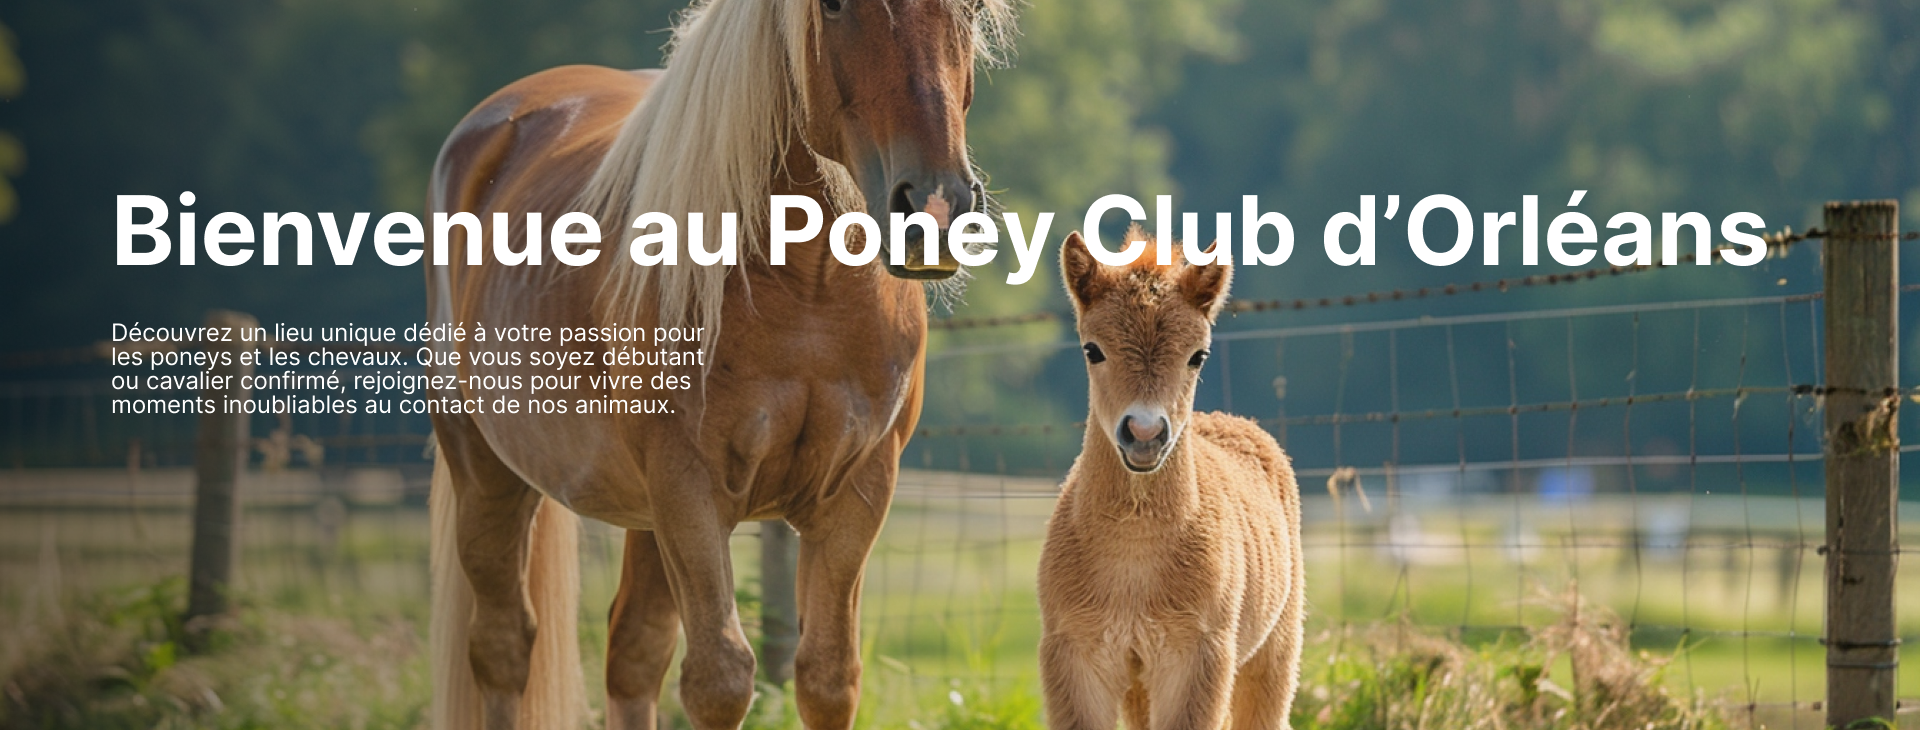 Bienvenue au Poney Club d’Orléans
Découvrez un lieu unique dédié à votre passion pour
les poneys et les chevaux. Que vous soyez débutant
ou cavalier confirmé, rejoignez-nous pour vivre des
moments inoubliables au contact de nos animaux.